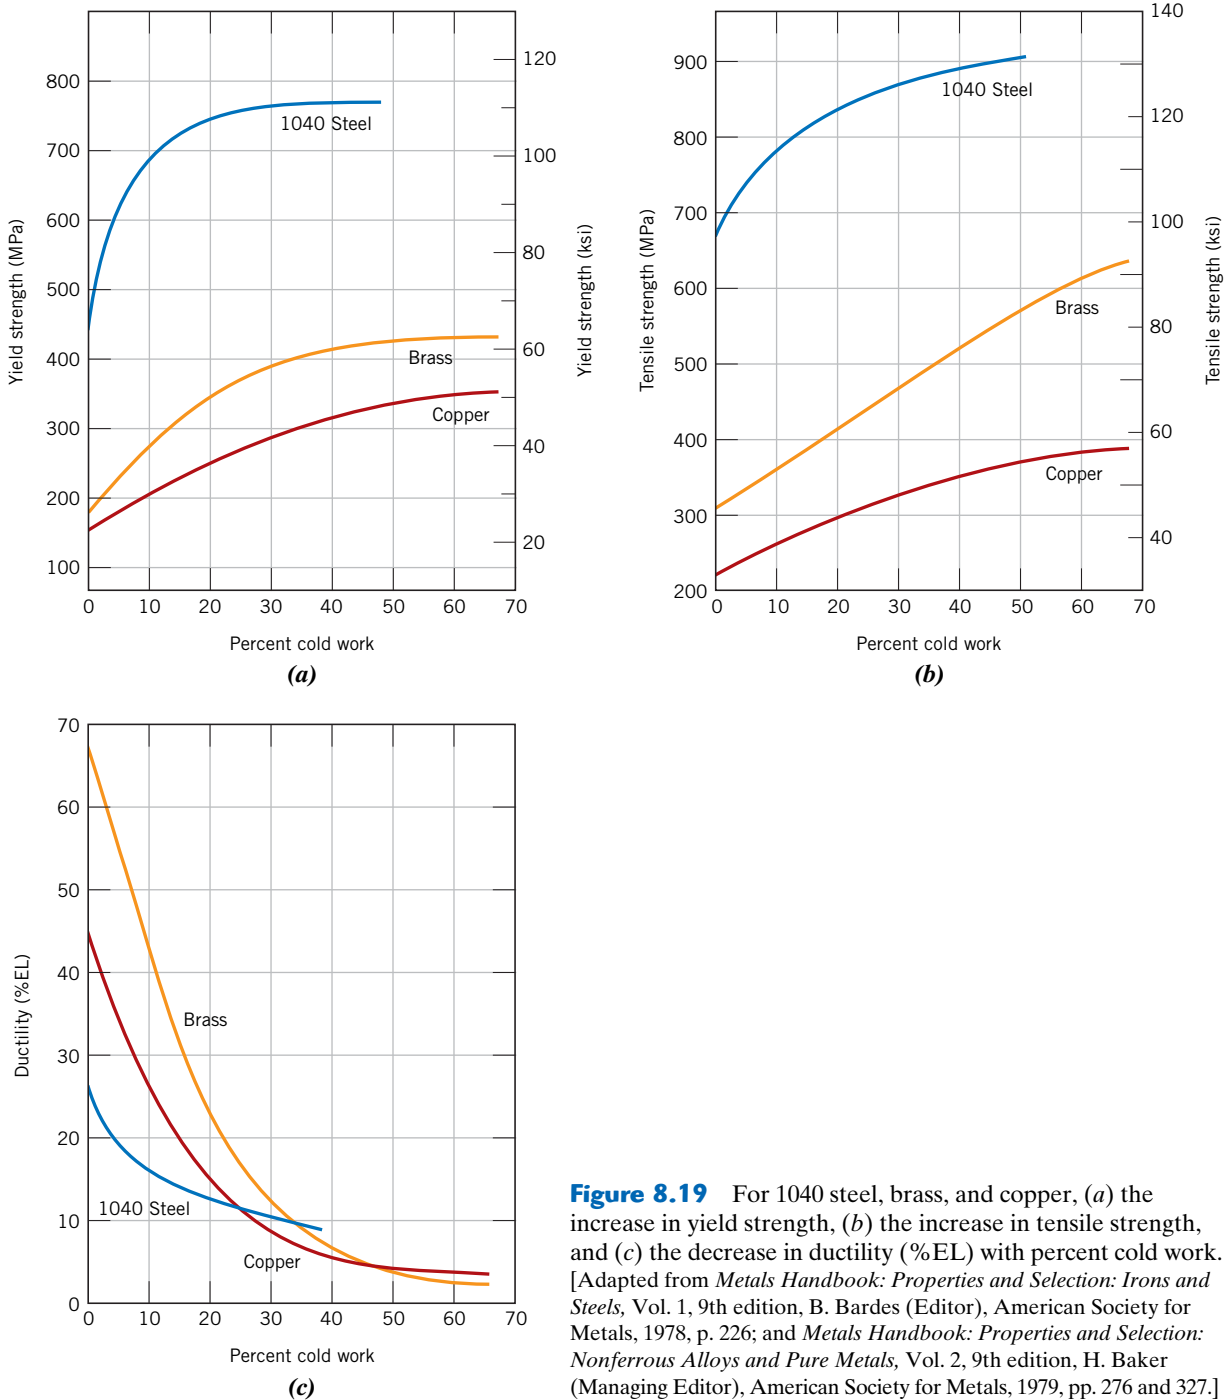 800
700
600
500
400
300
200
100
Yield strength (MPa)
120
100
80
60
40
20
Yield strength (ksi)
1040 Steel
Brass
Copper
0 10 20 30 40 50 60 70
Percent cold work
(a)
900
800
700
600
500
400
300
200
Tensile strength (MPa)
140
120
100
80
60
40
Tensile strength (ksi)
1040 Steel
Brass
Copper
0 10 20 30 40 50 60 70
Percent cold work
(b)
70
60
50
40
30
20
10
0
Ductility (%EL)
Brass
1040 Steel
Copper
0 10 20 30 40 50 60 70
Percent cold work
(c)
Figure 8.19 For 1040 steel, brass, and copper, (a) the
increase in yield strength, (b) the increase in tensile strength,
and (c) the decrease in ductility (%EL) with percent cold work.
[Adapted from Metals Handbook: Properties and Selection: Irons and
Steels, Vol. 1, 9th edition, B. Bardes (Editor), American Society for
Metals, 1978, p. 226; and Metals Handbook: Properties and Selection:
Nonferrous Alloys and Pure Metals, Vol. 2, 9th edition, H. Baker
(Managing Editor), American Society for Metals, 1979, pp. 276 and 327.]